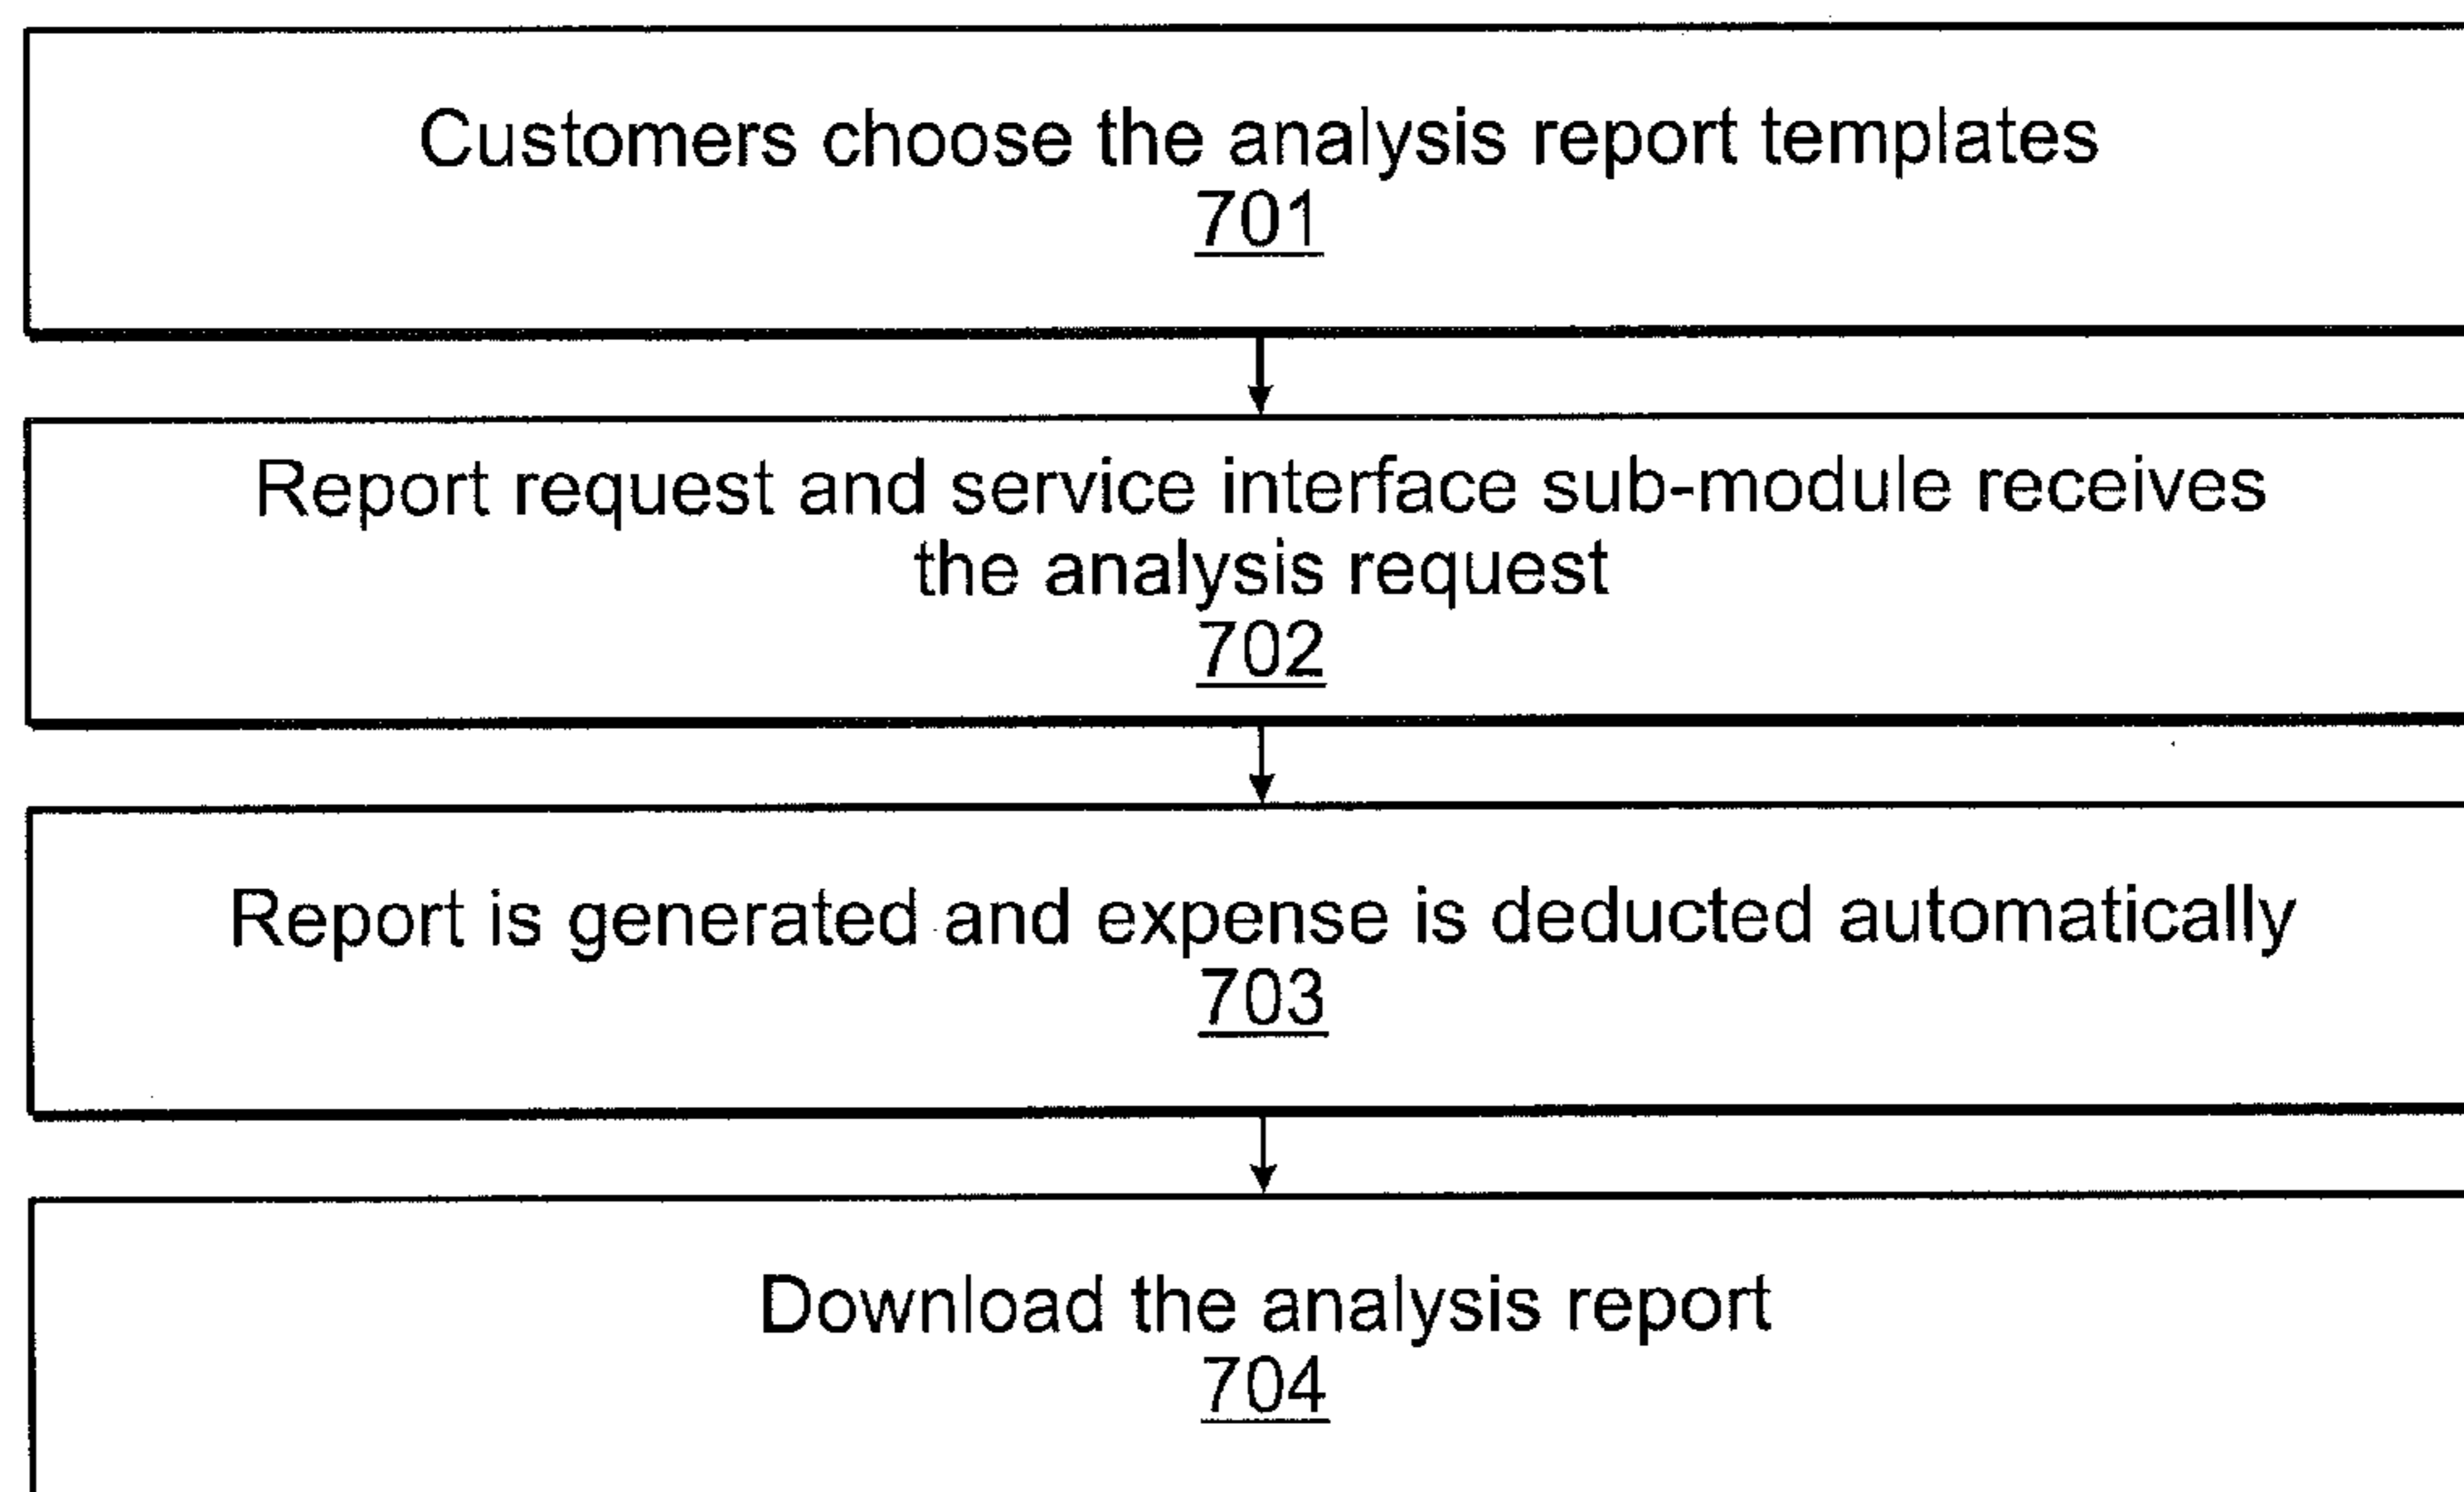 Customers choose the analysis report templates
701
Report request and service interface sub-module receives
the analysis request
702
Report is generated and expense is deducted automatically
703
Download the analysis report
704